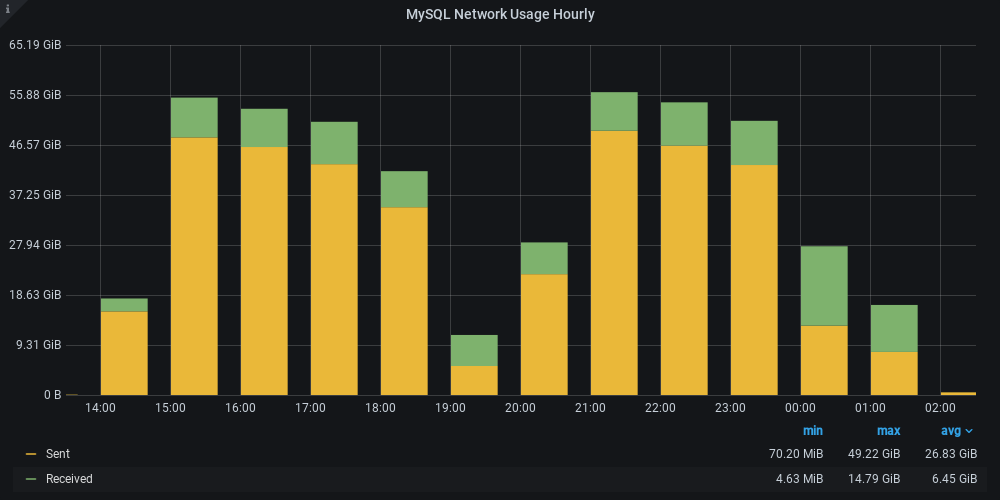 i
MySQL Network Usage Hourly
65.19 GiB
55.88 GiB
46.57 GiB
37.25 GiB
27.94 GiB
18.63 GiB
9.31 GiB
0 B
14:00 15:00 16:00 17:00 18:00 19:00 20:00 21:00 22:00 23:00 00:00 01:00 02:00
min max avg
Sent 70.20 MiB 49.22 GiB 26.83 GiB
Received 4.63 MiB 14.79 GiB 6.45 GiB